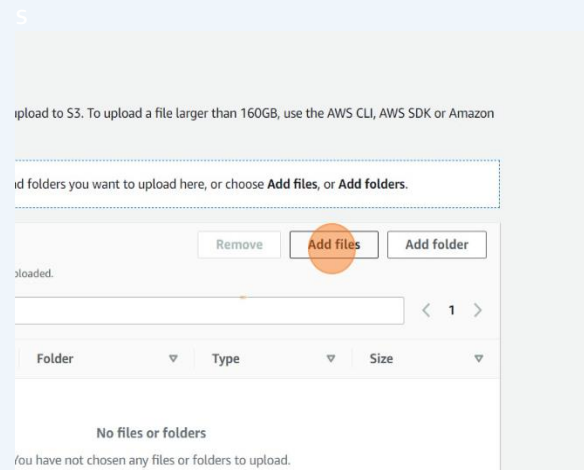 s
upload to S3. To upload a file larger than 160GB, use the AWS CLI, AWS SDK or Amazon
nd folders you want to upload here, or choose Add files, or Add folders.
Remove Add files Add folder
ploaded.
< 1 >
Folder Type Size
No files or folders
You have not chosen any files or folders to upload.